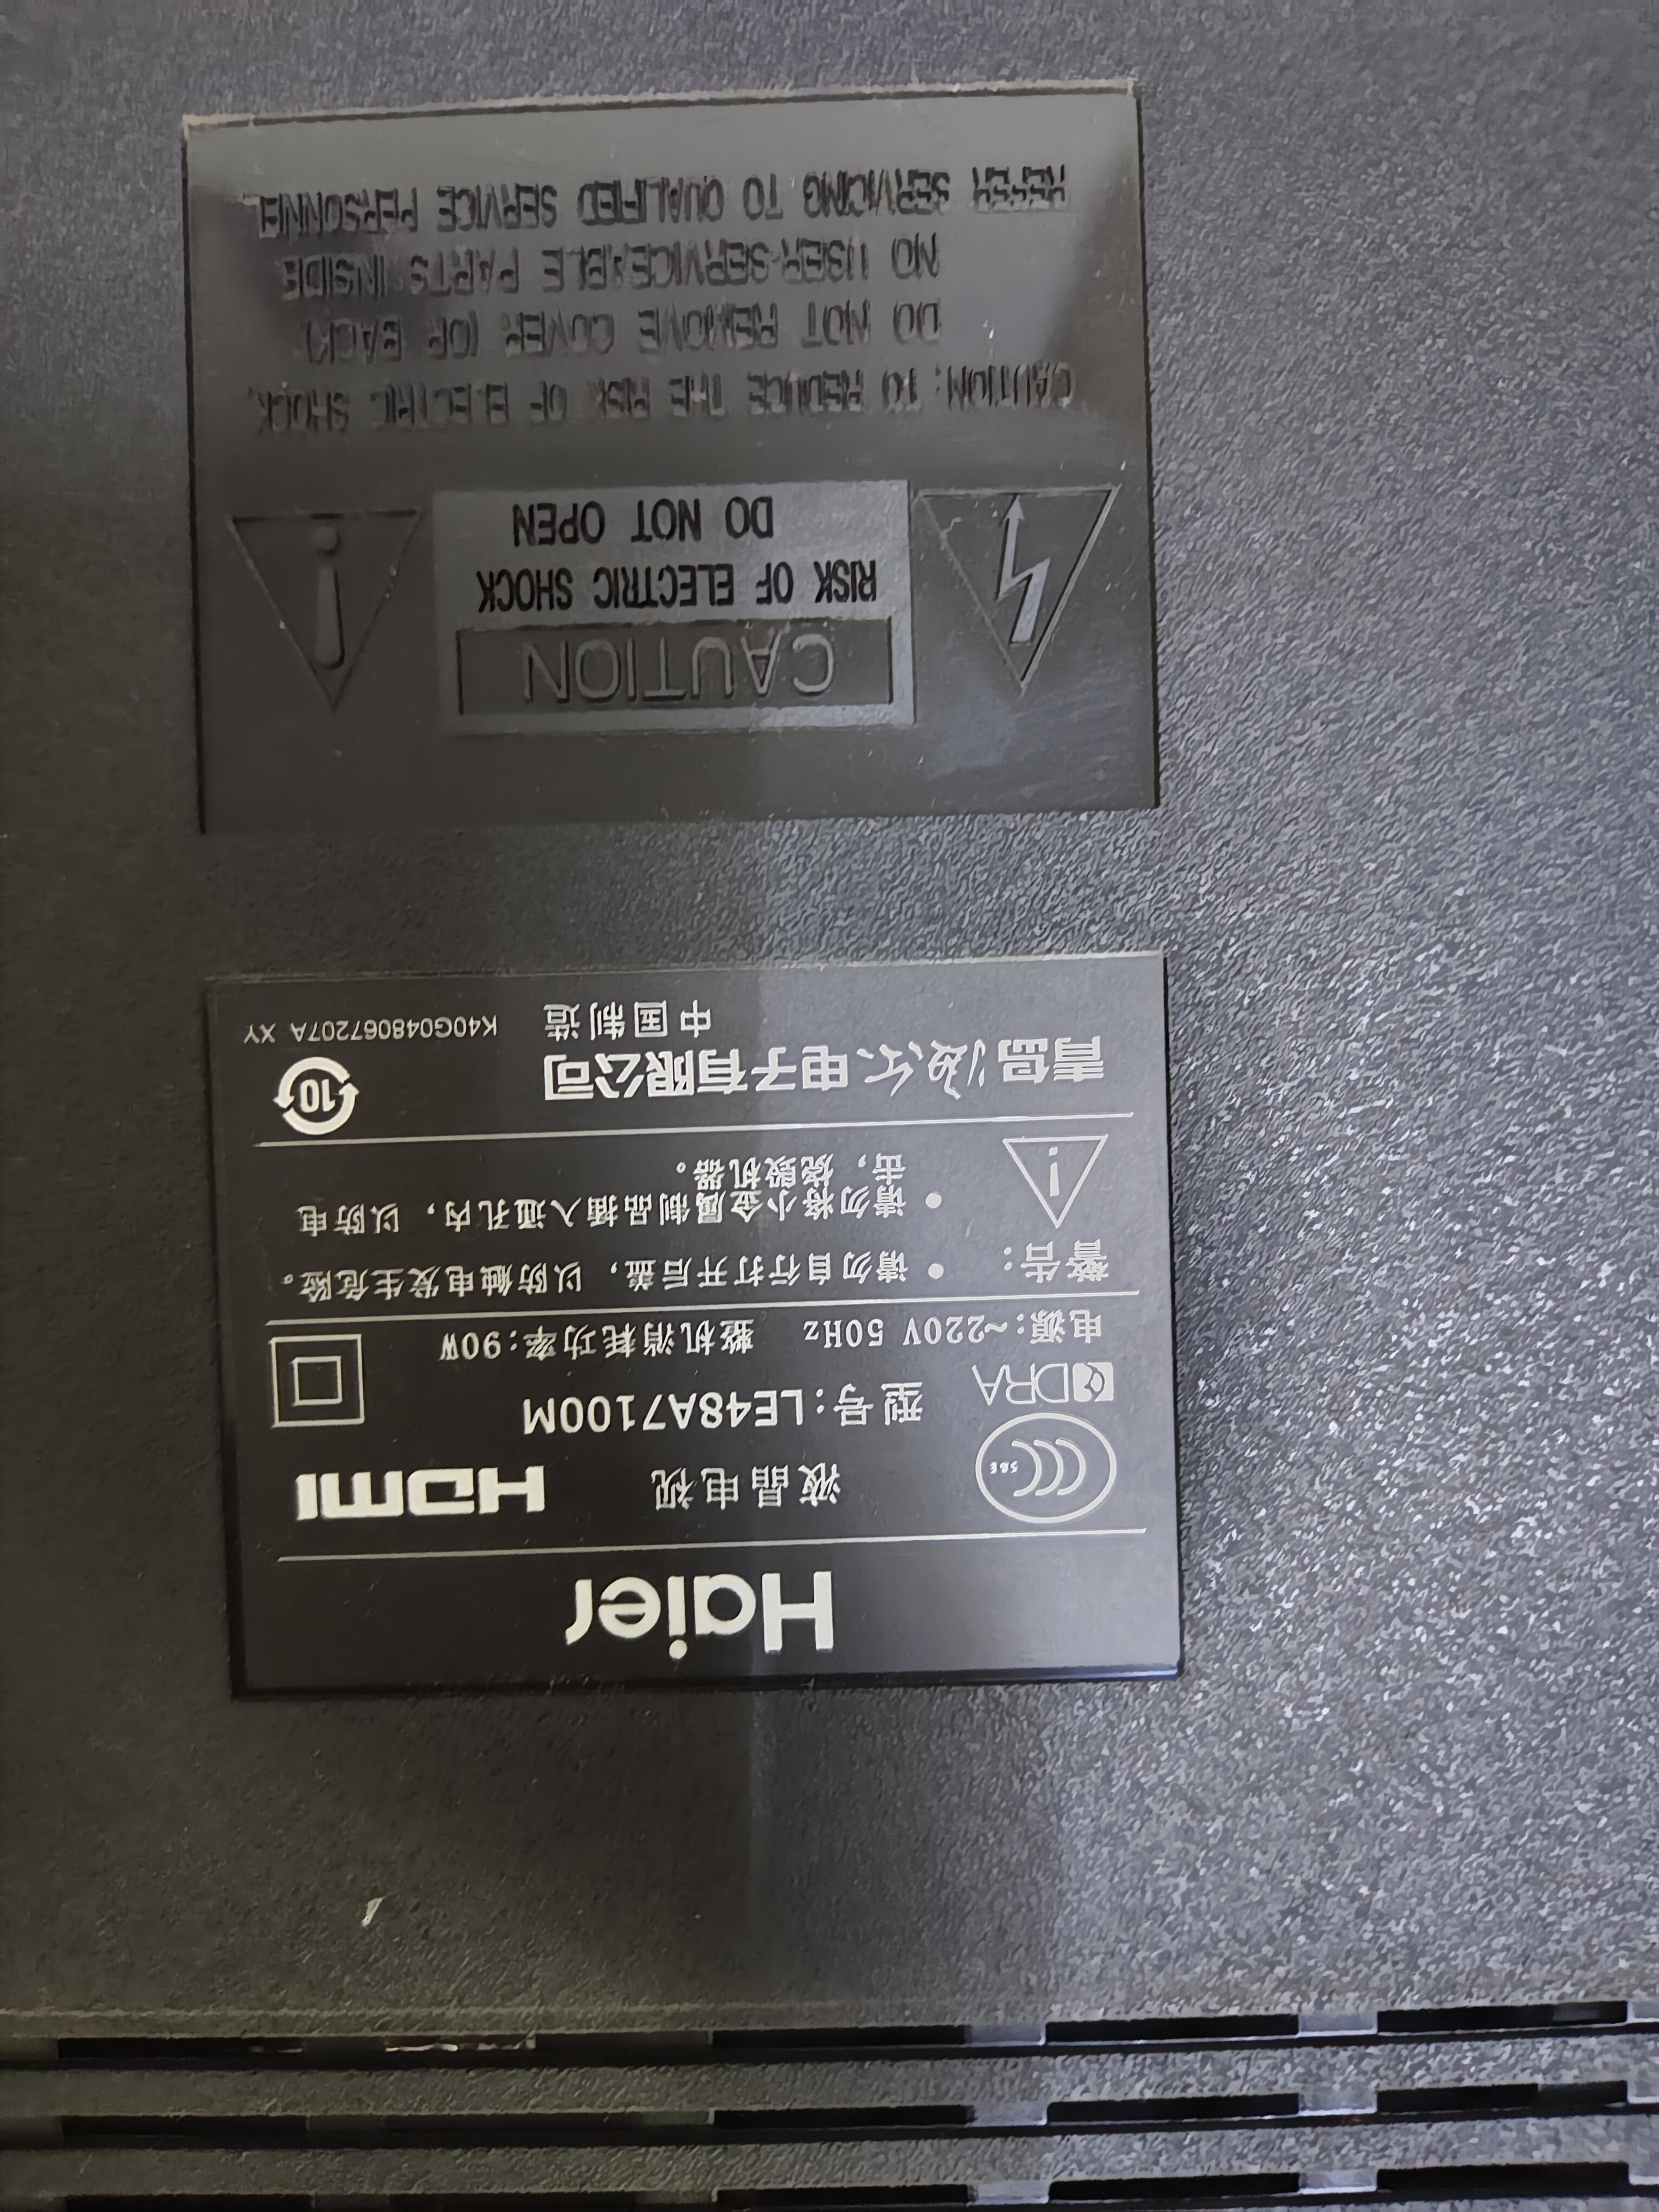 Haier
液晶电视
HDMI
S&E
DRA
型号:LE48A7100M
电源:~220V 50Hz 整机消耗功率:90W
警告:
• 请勿自行打开后盖，以防触电发生危险。
• 请勿将小金属制品插入通孔内，以防电
击，烧毁机器。
青岛海尔电子有限公司
10
中国制造
K40G048067207A XY
CAUTION
RISK OF ELECTRIC SHOCK
DO NOT OPEN
CAUTION: TO REDUCE THE RISK OF ELECTRIC SHOCK,
DO NOT REMOVE COVER (OR BACK)
NO USER-SERVICEABLE PARTS INSIDE
REFER SERVICING TO QUALIFIED SERVICE PERSONNEL